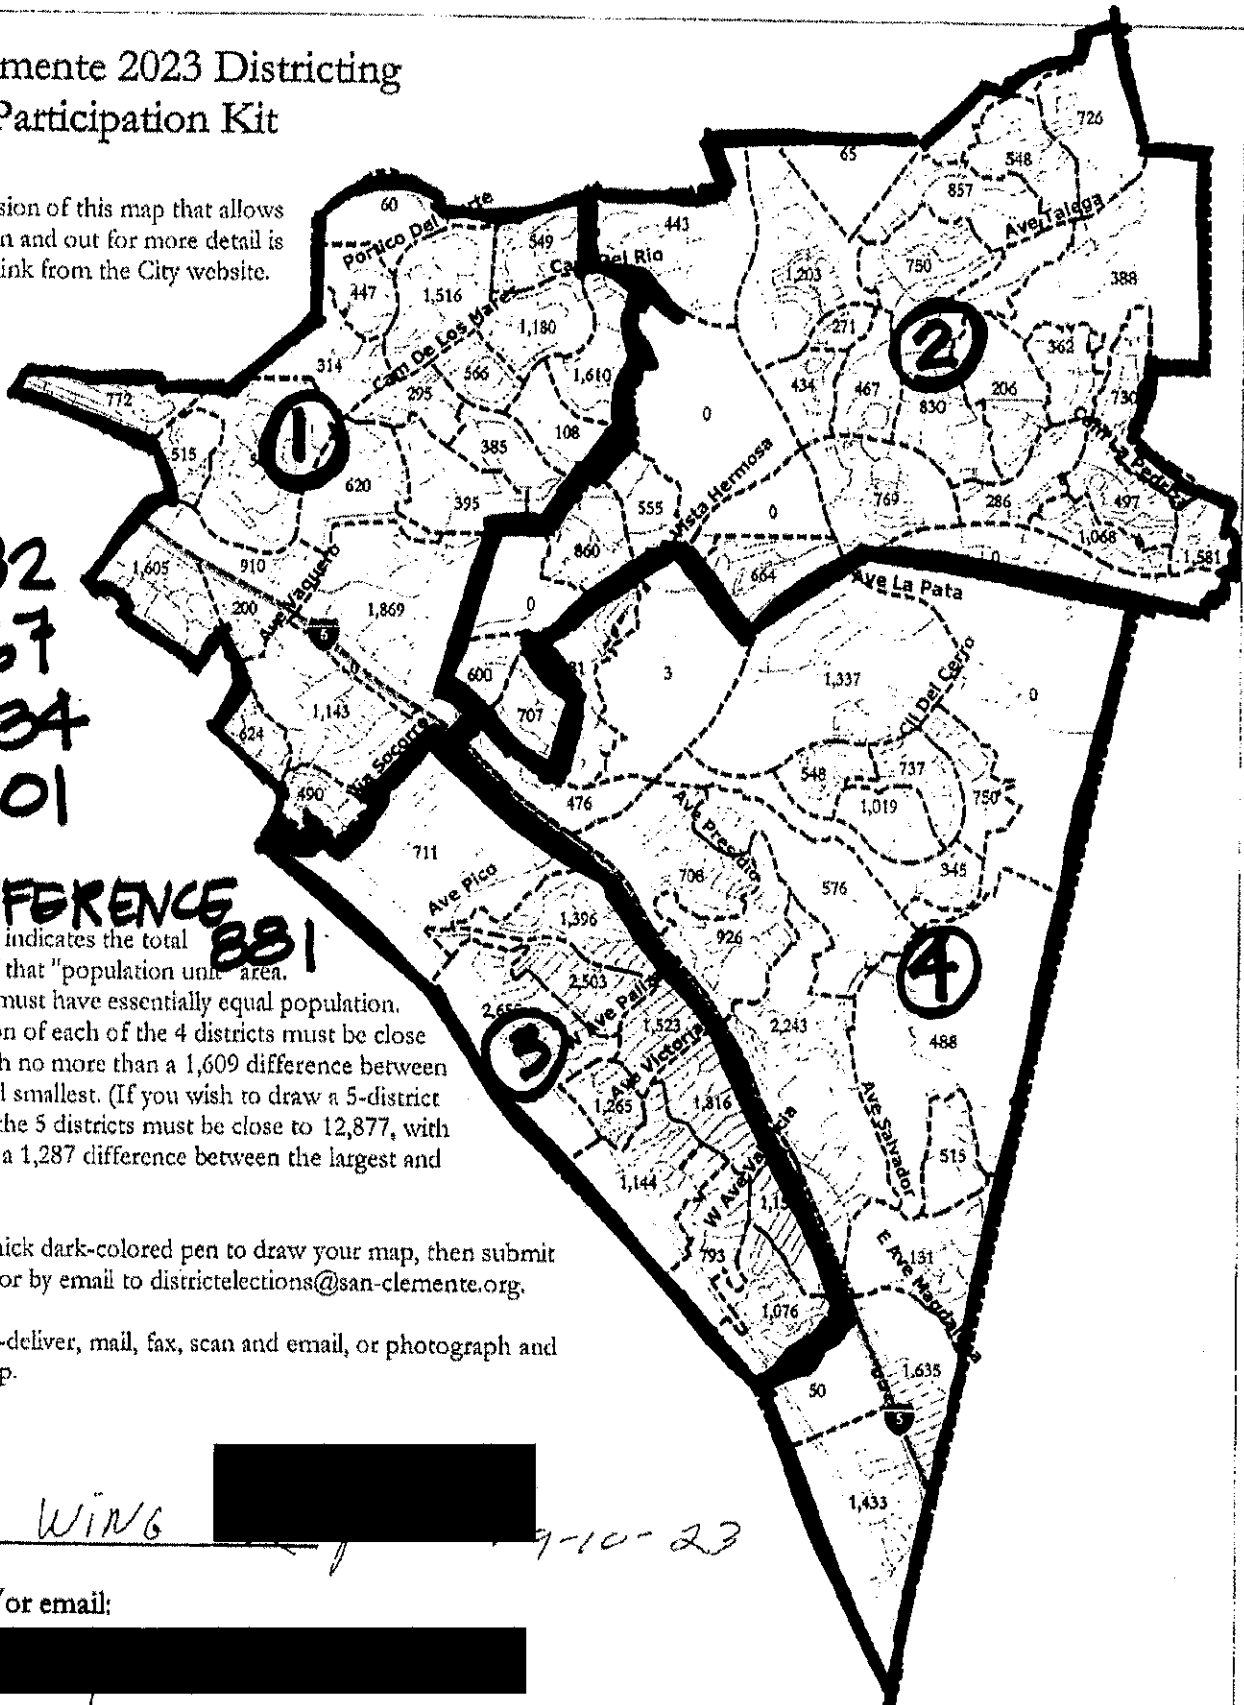 mente 2023 Districting
Participation Kit
sion of this map that allows
n and out for more detail is
ink from the City website.
32
67
34
01
FERENCE
881
indicates the total
that "population unit" area.
must have essentially equal population.
on of each of the 4 districts must be close
h no more than a 1,609 difference between
d smallest. (If you wish to draw a 5-district
the 5 districts must be close to 12,877, with
a 1,287 difference between the largest and
hick dark-colored pen to draw your map, then submit
or by email to districtelections@san-clemente.org.
-deliver, mail, fax, scan and email, or photograph and
p.
WING
9-10-23
/or email:
726
65
548
857
60
Ave Talega
443
549
Cam Del Rio
750
1,203
388
447
1,516
Cam De Los Mares
1,180
271
2
362
314
566
1,610
434
467
830
206
730
772
295
0
1
108
385
515
620
395
555
Vista Hermosa
0
769
286
Cam La Pedriza
497
1,068
1,581
860
664
0
1,605
910
200
Ave Vaquero
5
1,869
0
0
Ave La Pata
600
3
1,337
Cll Del Cerro
0
707
1,143
624
Via Socorro
548
737
750
1,019
490
476
Ave Presidio
711
345
576
708
Ave Pico
1,396
926
4
2,503
W Ave Palizada
3
1,523
2,243
488
Ave Victoria
1,265
1,816
Ave Salvador
515
1,144
W Ave Valencia
793
131
E Ave Magdalena
1,076
50
1,635
5
1,433